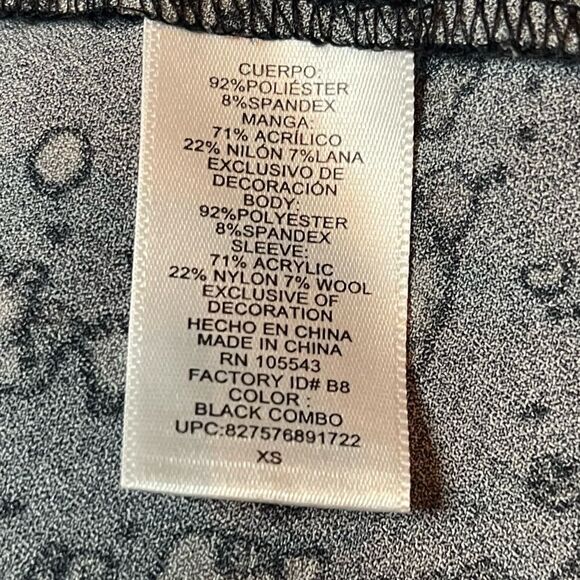 CUERPO:
92%POLIÉSTER
8%SPANDEX
MANGA:
71% ACRÍLICO
22% NILÓN 7%LANA
EXCLUSIVO DE
DECORACIÓN
BODY:
92%POLYESTER
8%SPANDEX
SLEEVE:
71% ACRYLIC
22% NYLON 7% WOOL
EXCLUSIVE OF
DECORATION
HECHO EN CHINA
MADE IN CHINA
RN 105543
FACTORY ID# B8
COLOR :
BLACK COMBO
UPC:827576891722
XS